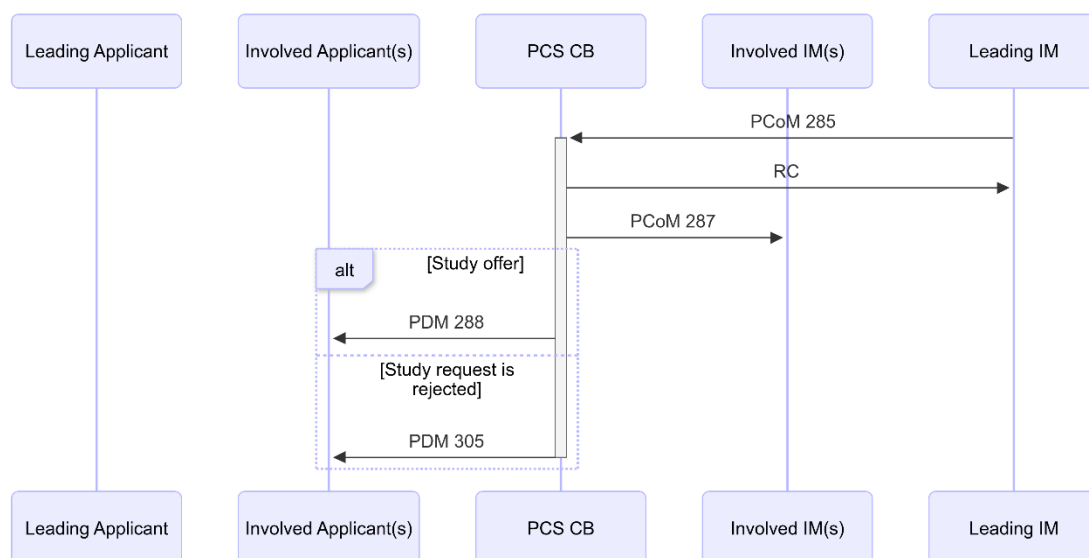 Leading Applicant
Involved Applicant(s)
PCS CB
Involved IM(s)
Leading IM
PCoM 285
RC
PCoM 287
alt
[Study offer]
PDM 288
[Study request is
rejected]
PDM 305
Leading Applicant
Involved Applicant(s)
PCS CB
Involved IM(s)
Leading IM